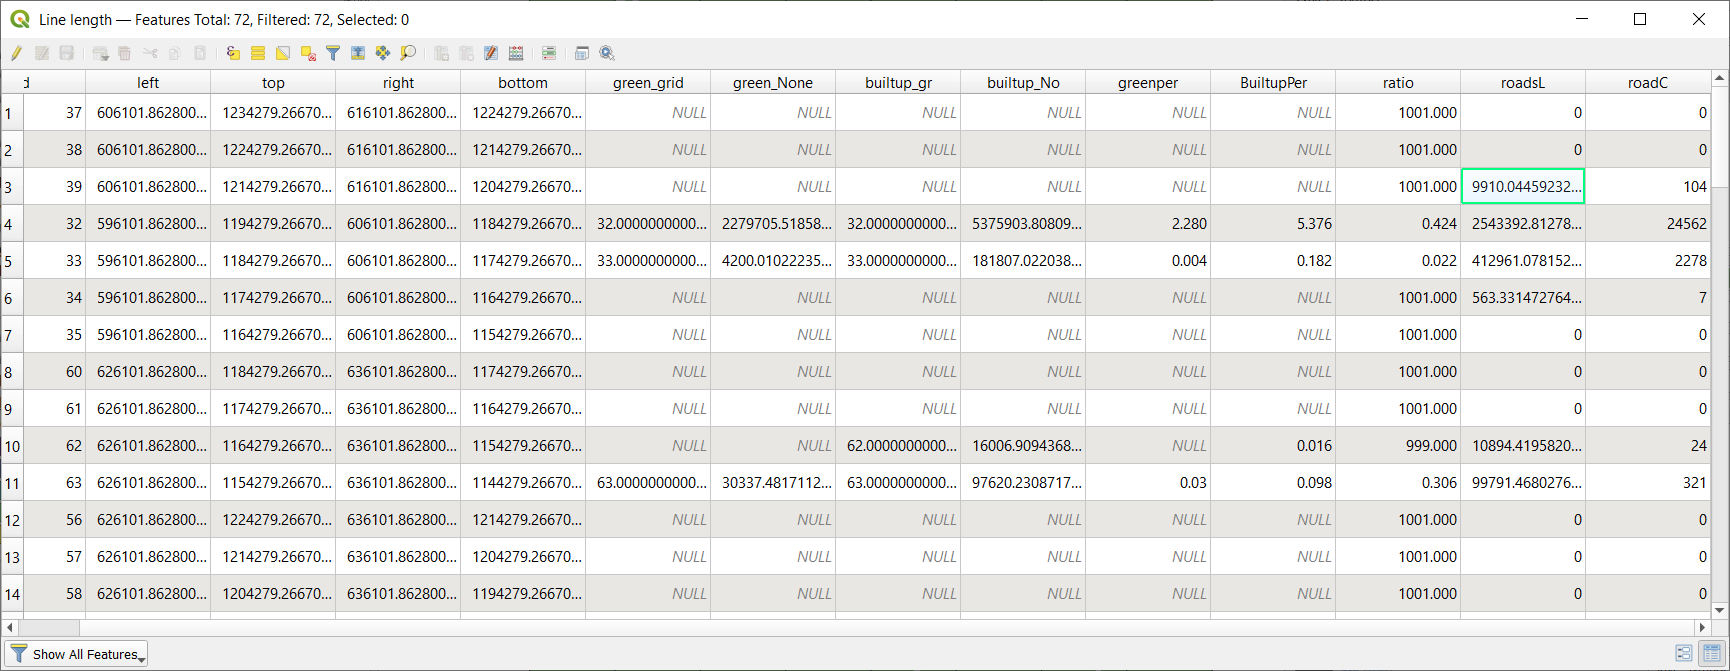 Line length — Features Total: 72, Filtered: 72, Selected: 0
d left top right bottom green_grid green_None builtup_gr builtup_No greenper BuiltupPer ratio roadsL roadC
1 37 606101.862800... 1234279.26670... 616101.862800... 1224279.26670... NULL NULL NULL NULL NULL NULL 1001.000 0 0
2 38 606101.862800... 1224279.26670... 616101.862800... 1214279.26670... NULL NULL NULL NULL NULL NULL 1001.000 0 0
3 39 606101.862800... 1214279.26670... 616101.862800... 1204279.26670... NULL NULL NULL NULL NULL NULL 1001.000 9910.04459232... 104
4 32 596101.862800... 1194279.26670... 606101.862800... 1184279.26670... 32.0000000000... 2279705.51858... 32.0000000000... 5375903.80809... 2.280 5.376 0.424 2543392.81278... 24562
5 33 596101.862800... 1184279.26670... 606101.862800... 1174279.26670... 33.0000000000... 4200.01022235... 33.0000000000... 181807.022038... 0.004 0.182 0.022 412961.078152... 2278
6 34 596101.862800... 1174279.26670... 606101.862800... 1164279.26670... NULL NULL NULL NULL NULL NULL 1001.000 563.331472764... 7
7 35 596101.862800... 1164279.26670... 606101.862800... 1154279.26670... NULL NULL NULL NULL NULL NULL 1001.000 0 0
8 60 626101.862800... 1184279.26670... 636101.862800... 1174279.26670... NULL NULL NULL NULL NULL NULL 1001.000 0 0
9 61 626101.862800... 1174279.26670... 636101.862800... 1164279.26670... NULL NULL NULL NULL NULL NULL 1001.000 0 0
10 62 626101.862800... 1164279.26670... 636101.862800... 1154279.26670... NULL NULL 62.0000000000... 16006.9094368... NULL 0.016 999.000 10894.4195820... 24
11 63 626101.862800... 1154279.26670... 636101.862800... 1144279.26670... 63.0000000000... 30337.4817112... 63.0000000000... 97620.2308717... 0.03 0.098 0.306 99791.4680276... 321
12 56 626101.862800... 1224279.26670... 636101.862800... 1214279.26670... NULL NULL NULL NULL NULL NULL 1001.000 0 0
13 57 626101.862800... 1214279.26670... 636101.862800... 1204279.26670... NULL NULL NULL NULL NULL NULL 1001.000 0 0
14 58 626101.862800... 1204279.26670... 636101.862800... 1194279.26670... NULL NULL NULL NULL NULL NULL 1001.000 0 0
Show All Features